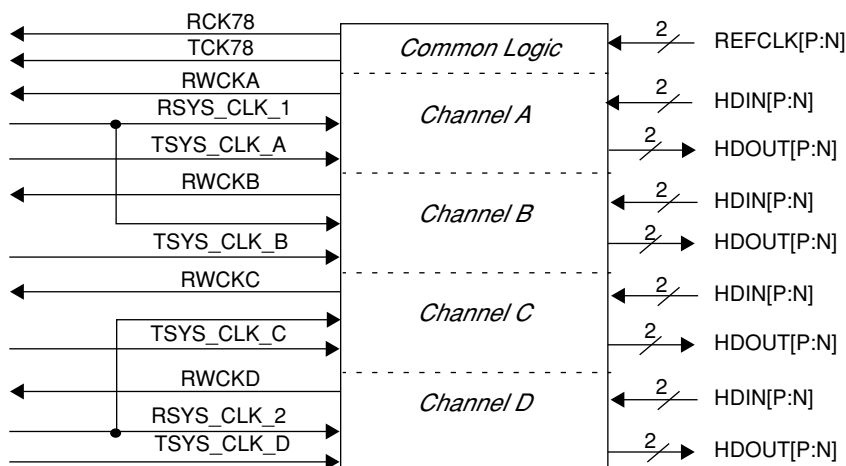 RCK78
TCK78
Common Logic
2
REFCLK[P:N]
RWCKA
RSYS_CLK_1
Channel A
2
HDIN[P:N]
TSYS_CLK_A
2
HDOUT[P:N]
RWCKB
Channel B
2
HDIN[P:N]
TSYS_CLK_B
2
HDOUT[P:N]
RWCKC
Channel C
2
HDIN[P:N]
TSYS_CLK_C
2
HDOUT[P:N]
RWCKD
Channel D
2
HDIN[P:N]
RSYS_CLK_2
TSYS_CLK_D
2
HDOUT[P:N]